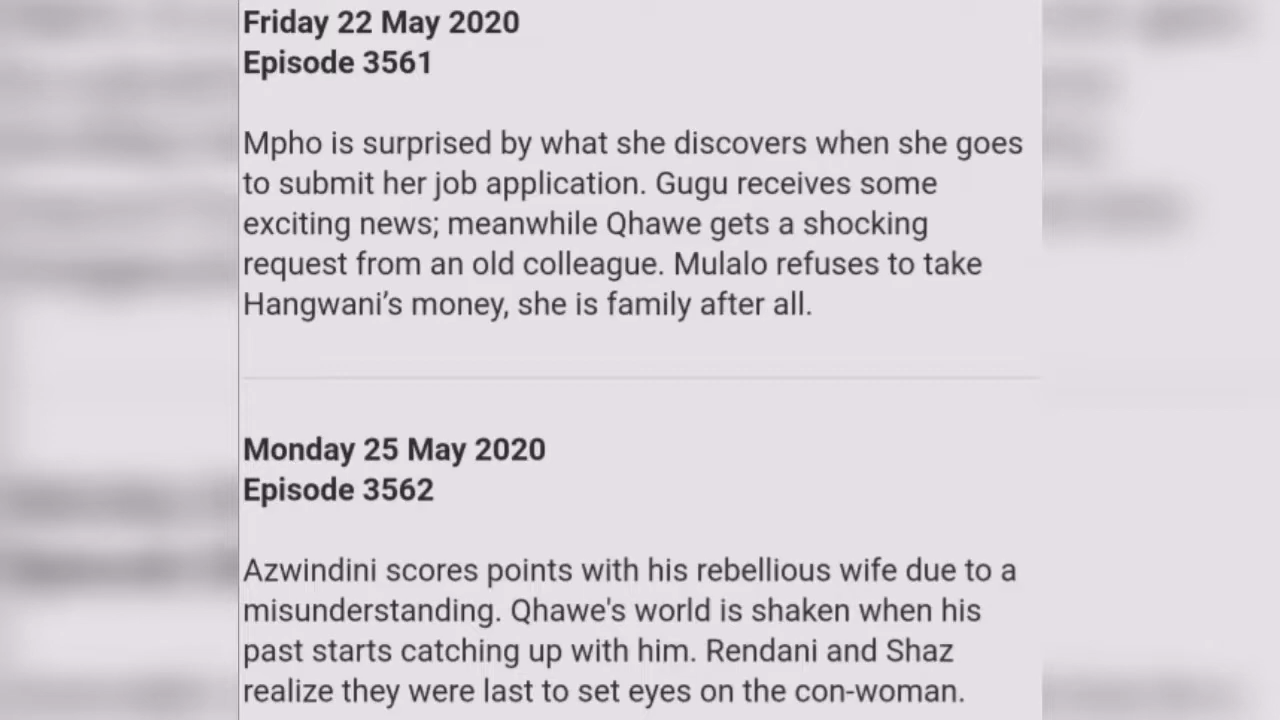 Friday 22 May 2020
Episode 3561
Mpho is surprised by what she discovers when she goes
to submit her job application. Gugu receives some
exciting news; meanwhile Qhawe gets a shocking
request from an old colleague. Mulalo refuses to take
Hangwani’s money, she is family after all.
Monday 25 May 2020
Episode 3562
Azwindini scores points with his rebellious wife due to a
misunderstanding. Qhawe's world is shaken when his
past starts catching up with him. Rendani and Shaz
realize they were last to set eyes on the con-woman.